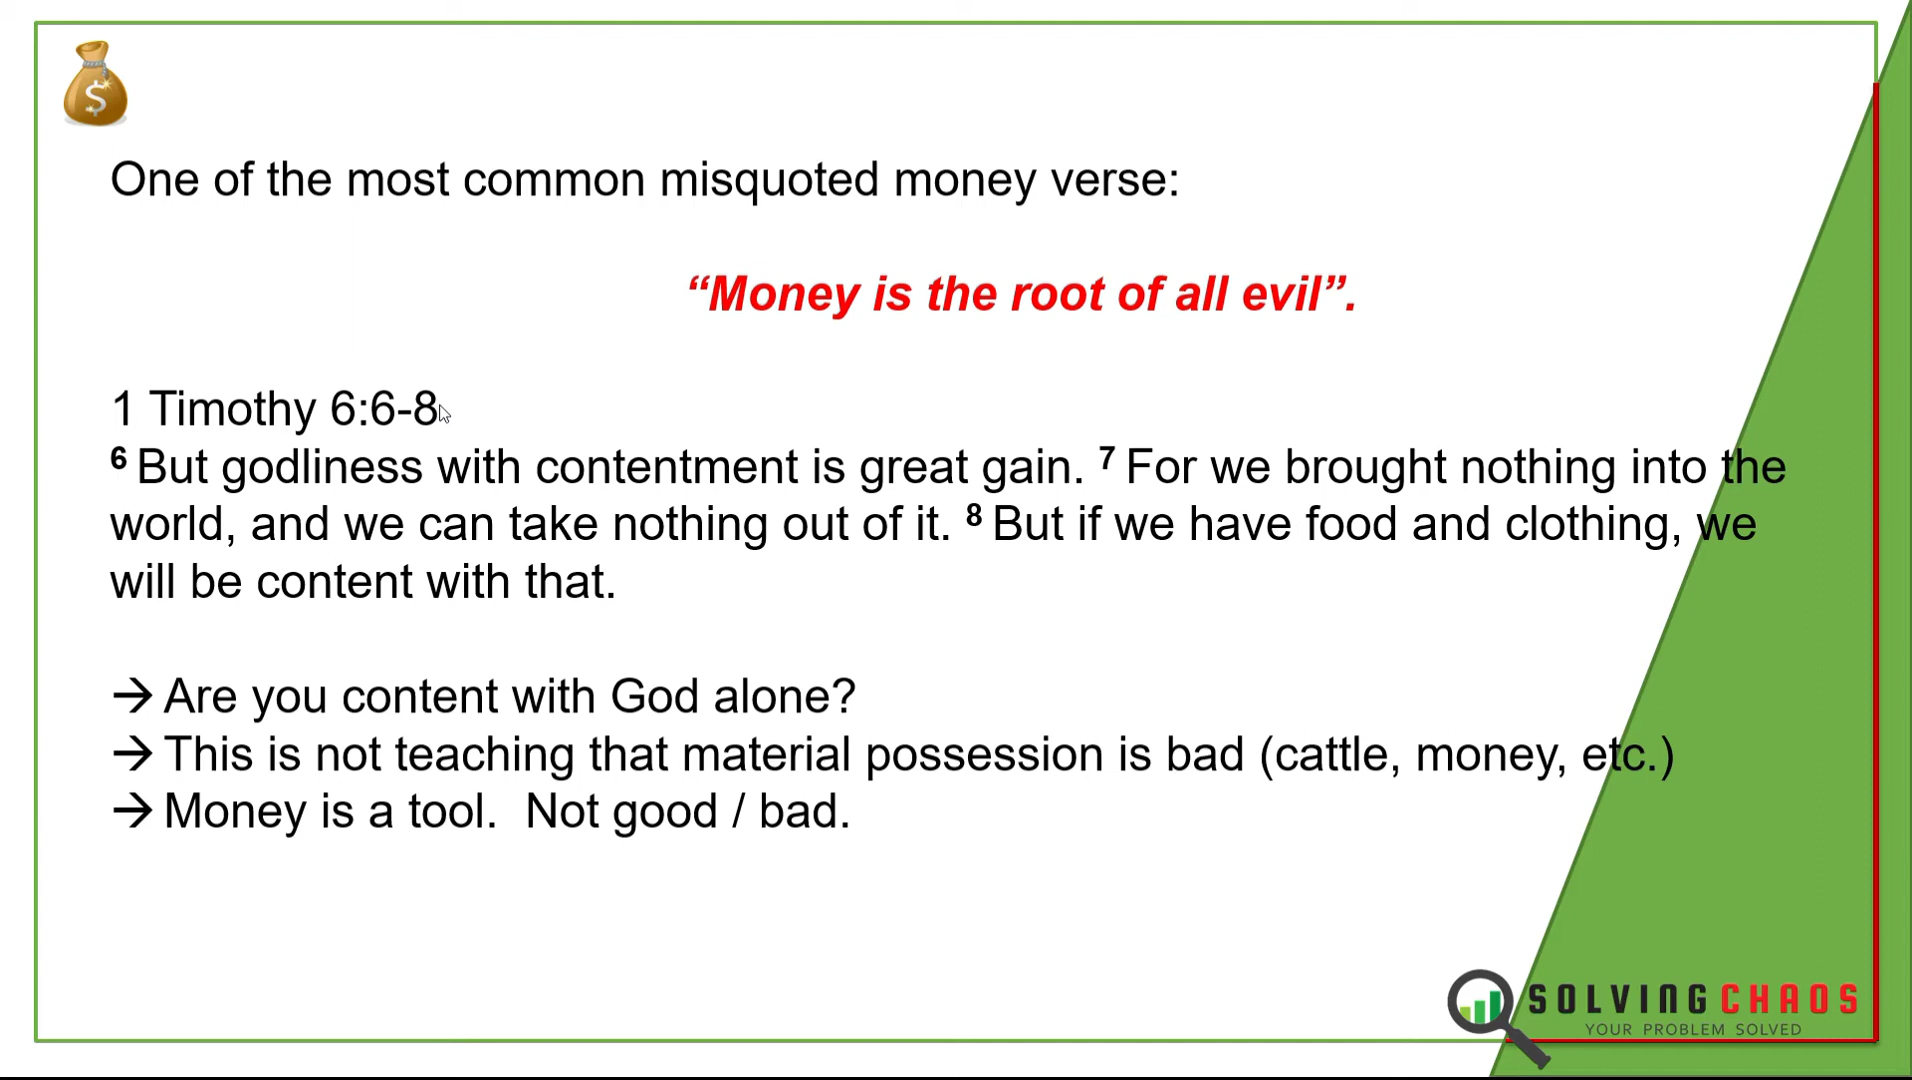 $
One of the most common misquoted money verse:
“Money is the root of all evil”.
1 Timothy 6:6-8
6 But godliness with contentment is great gain. 7 For we brought nothing into the
world, and we can take nothing out of it. 8 But if we have food and clothing, we
will be content with that.
→ Are you content with God alone?
→ This is not teaching that material possession is bad (cattle, money, etc.)
→ Money is a tool.  Not good / bad.
SOLVING CHAOS
YOUR PROBLEM SOLVED